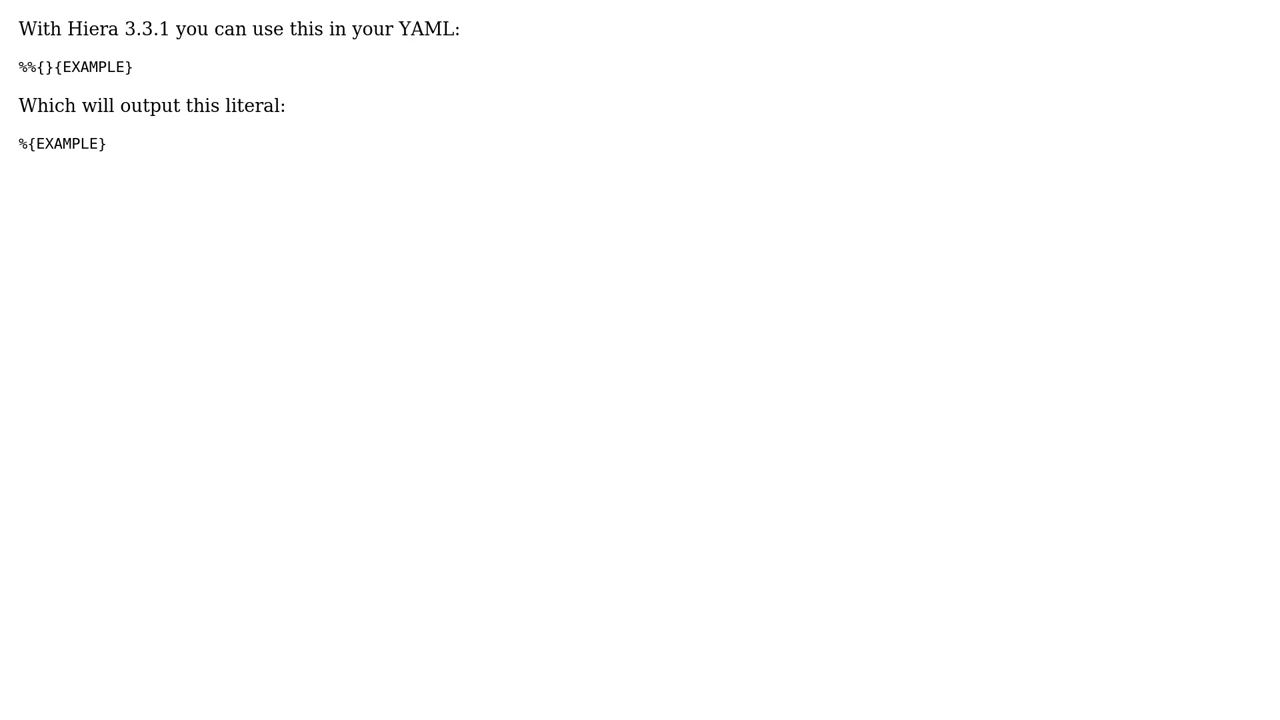 With Hiera 3.3.1 you can use this in your YAML:
%%{}{EXAMPLE}
Which will output this literal:
%{EXAMPLE}